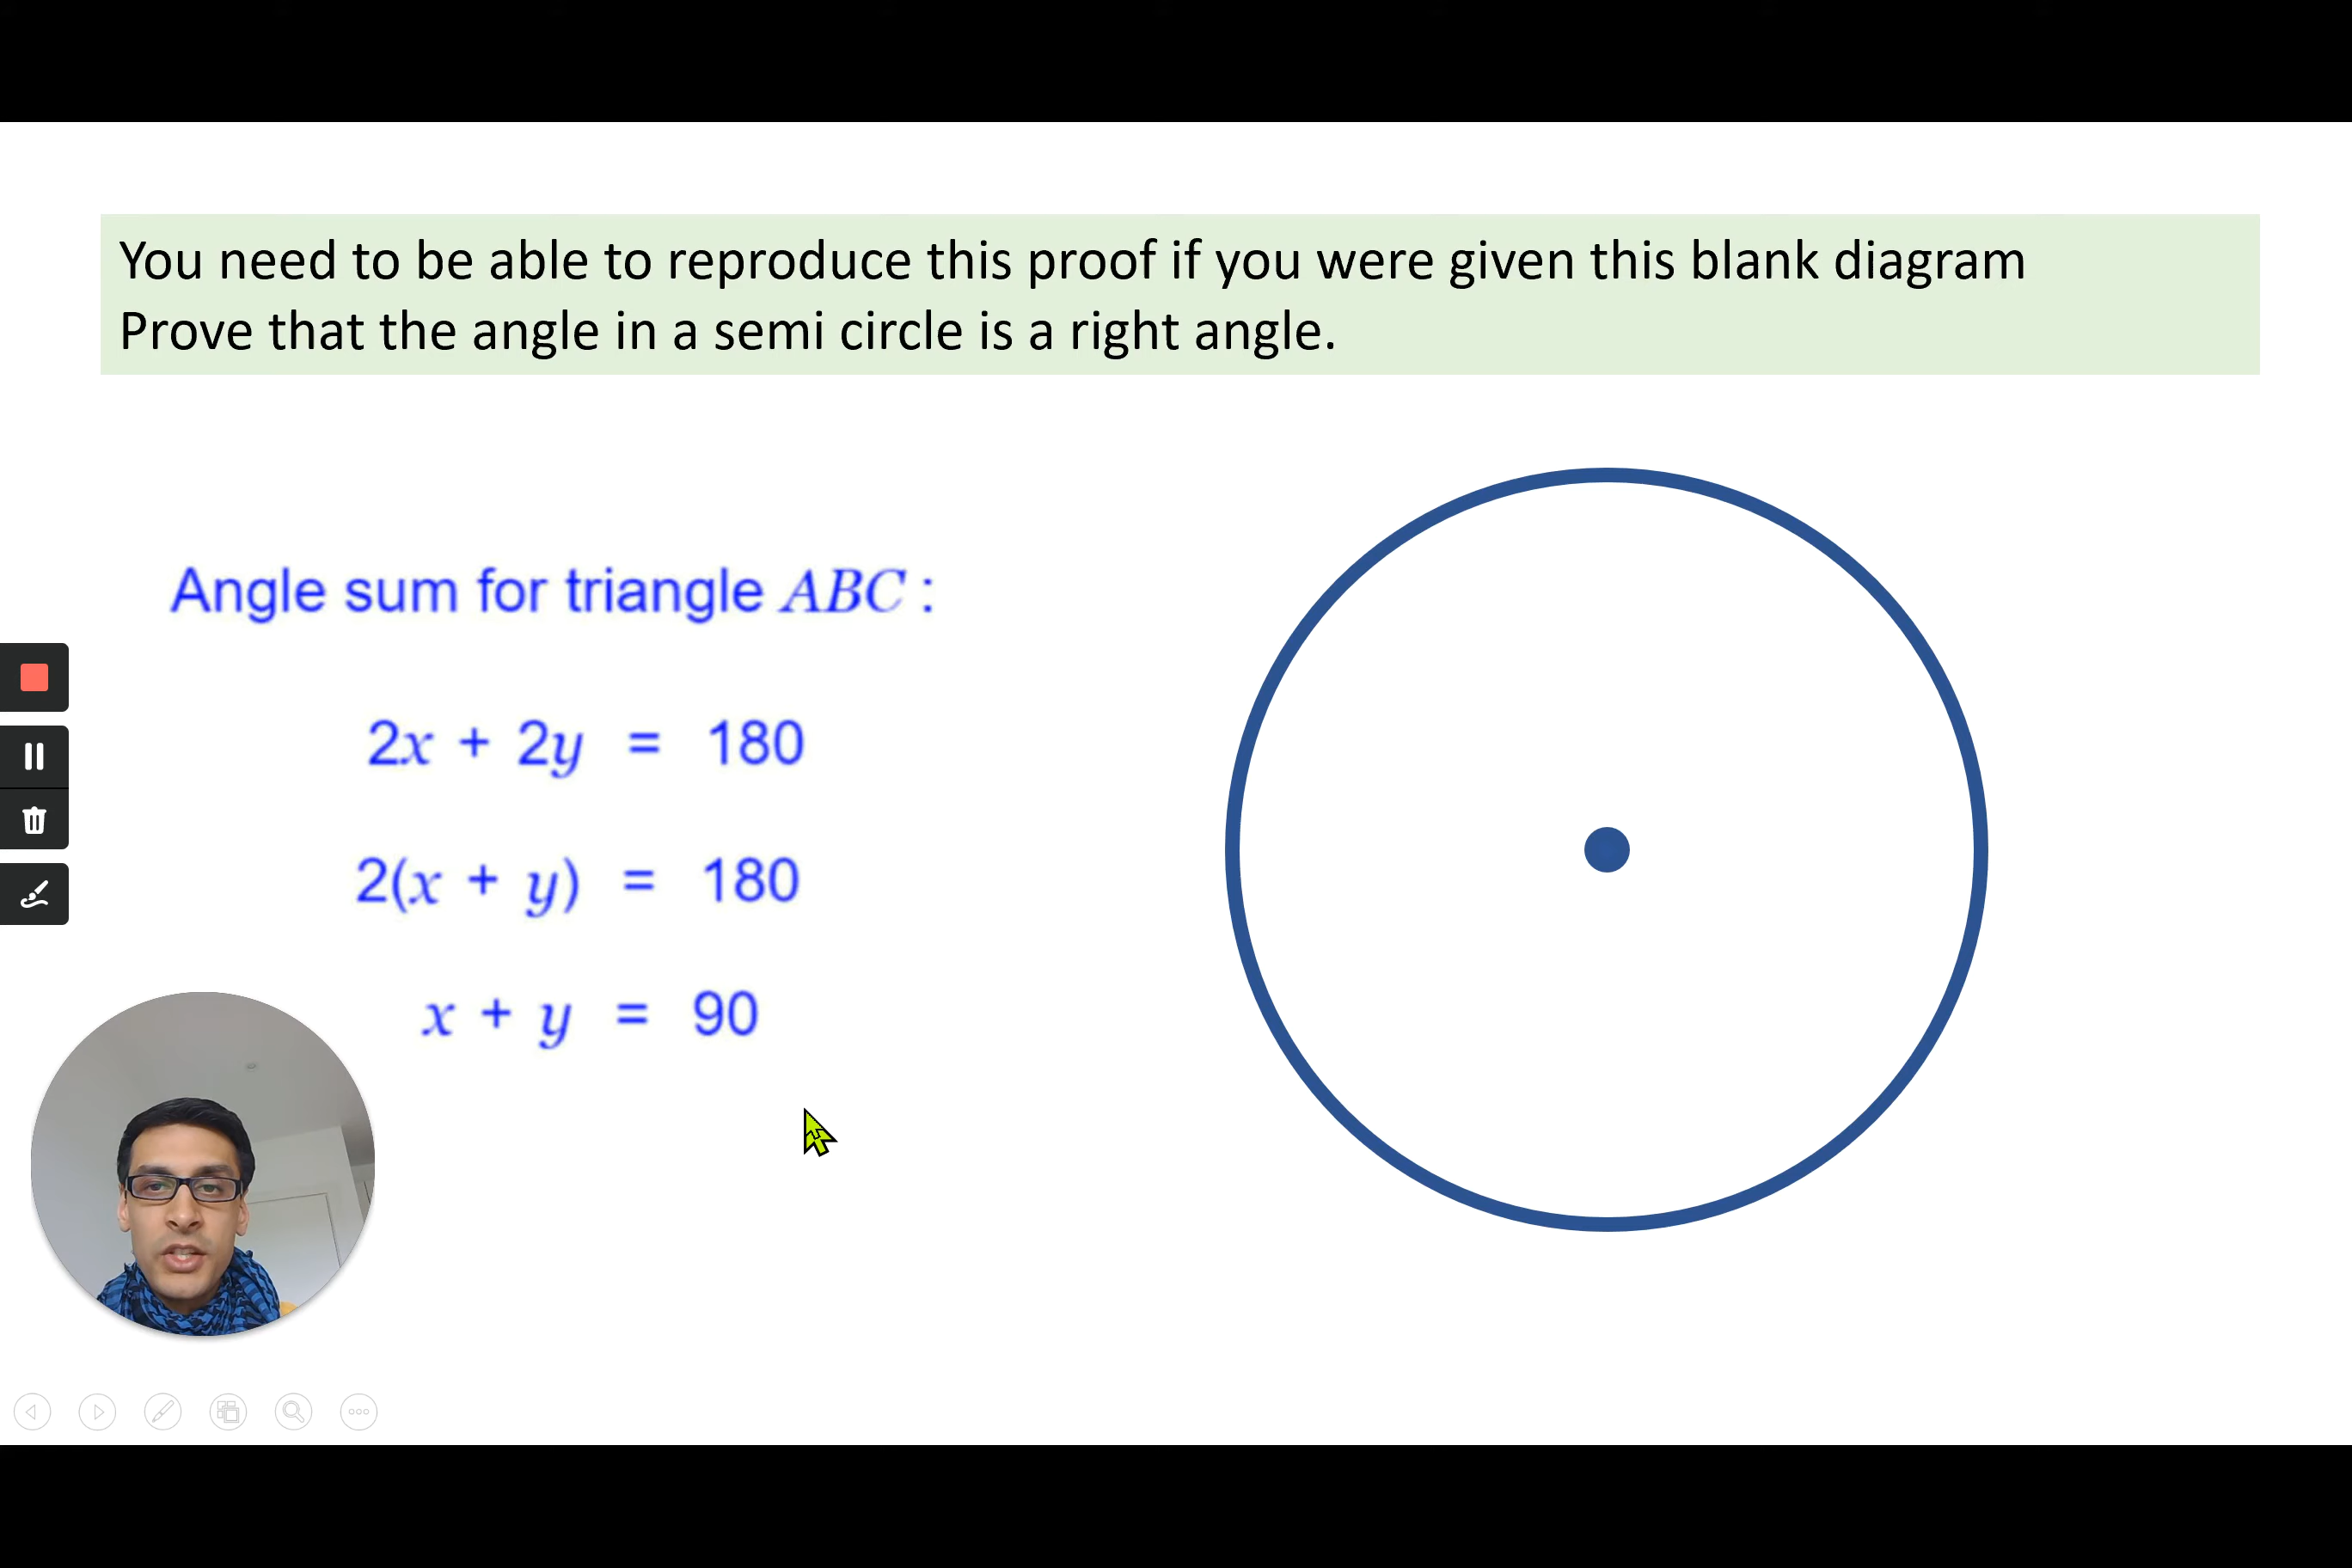 You need to be able to reproduce this proof if you were given this blank diagram
Prove that the angle in a semi circle is a right angle.
Angle sum for triangle ABC :
2x + 2y = 180
2(x + y) = 180
x + y = 90